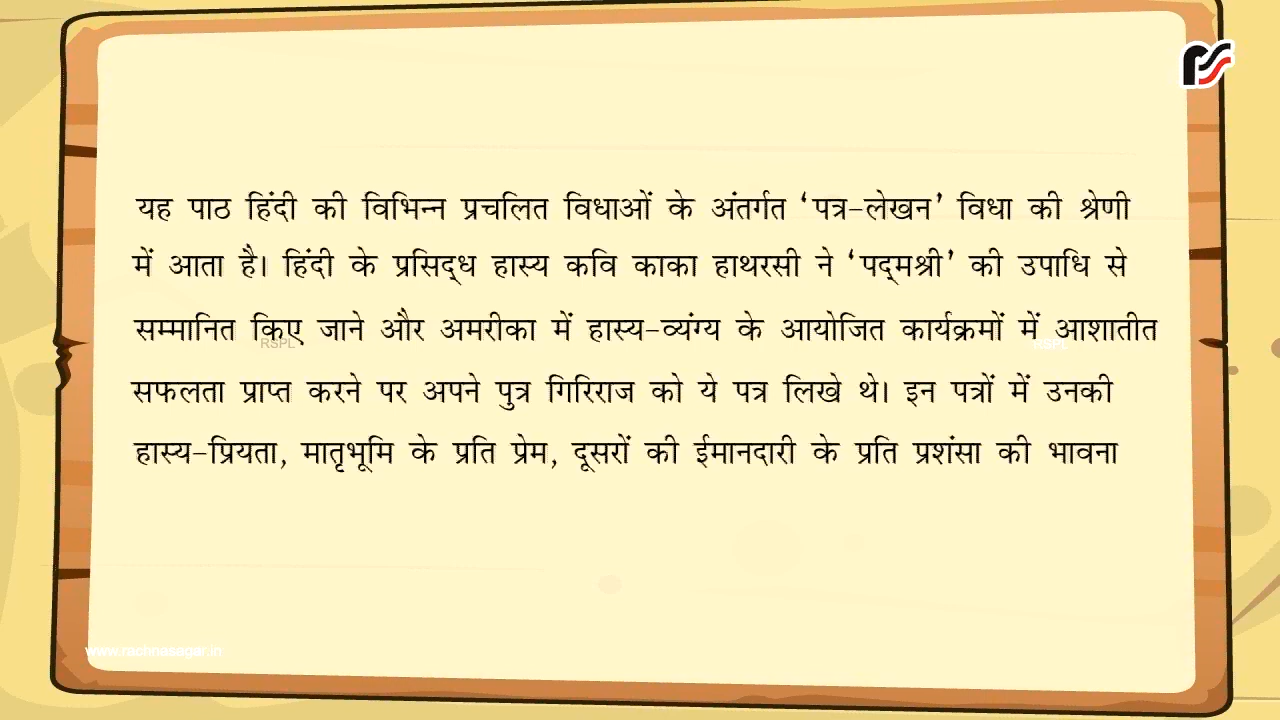 यह पाठ हिंदी की विभिन्न प्रचलित विधाओं के अंतर्गत ‘पत्र-लेखन’ विधा की श्रेणी
में आता है। हिंदी के प्रसिद्ध हास्य कवि काका हाथरसी ने ‘पद्मश्री’ की उपाधि से
सम्मानित किए जाने और अमरीका में हास्य-व्यंग्य के आयोजित कार्यक्रमों में आशातीत
RSPL RSPL
सफलता प्राप्त करने पर अपने पुत्र गिरिराज को ये पत्र लिखे थे। इन पत्रों में उनकी
हास्य-प्रियता, मातृभूमि के प्रति प्रेम, दूसरों की ईमानदारी के प्रति प्रशंसा की भावना
www.rachnasagar.in